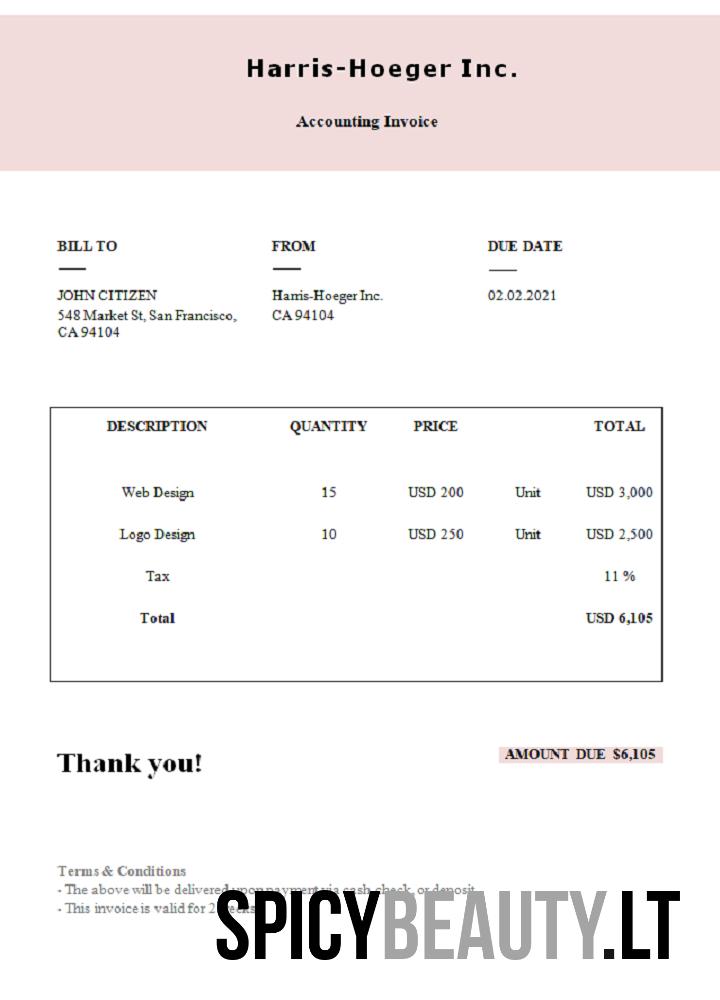 Harris-Hoeger Inc.
Accounting Invoice
BILL TO
JOHN CITIZEN
548 Market St, San Francisco,
CA 94104
FROM
Harris-Hoeger Inc.
CA 94104
DUE DATE
02.02.2021
DESCRIPTION QUANTITY PRICE TOTAL
Web Design 15 USD 200 Unit USD 3,000
Logo Design 10 USD 250 Unit USD 2,500
Tax 11 %
Total USD 6,105
Thank you!
AMOUNT DUE $6,105
Terms & Conditions
- The above will be delivered upon payment via cash, check, or deposit.
- This invoice is valid for 2 weeks
SPICYBEAUTY.LT